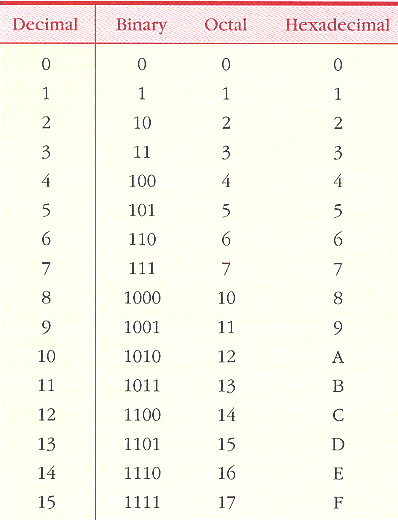 Decimal Binary Octal Hexadecimal
0 0 0 0
1 1 1 1
2 10 2 2
3 11 3 3
4 100 4 4
5 101 5 5
6 110 6 6
7 111 7 7
8 1000 10 8
9 1001 11 9
10 1010 12 A
11 1011 13 B
12 1100 14 C
13 1101 15 D
14 1110 16 E
15 1111 17 F